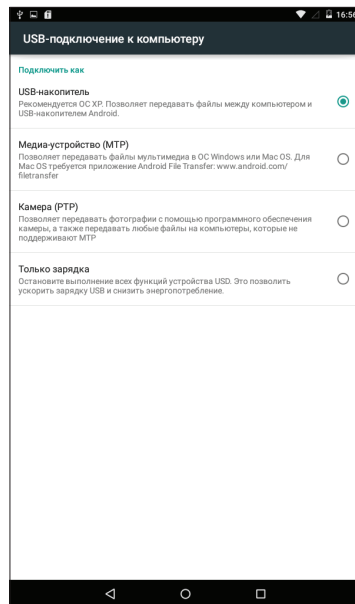 16:56
USB-подключение к компьютеру
Подключить как
USB-накопитель
Рекомендуется ОС XP. Позволяет передавать файлы между компьютером и
USB-накопителем Android.
Медиа-устройство (MTP)
Позволяет передавать файлы мультимедиа в ОС Windows или Mac OS. Для
Mac OS требуется приложение Android File Transfer: www.android.com/
filetransfer
Камера (PTP)
Позволяет передавать фотографии с помощью программного обеспечения
камеры, а также передавать любые файлы на компьютеры, которые не
поддерживают MTP
Только зарядка
Остановите выполнение всех функций устройства USD. Это позволить
ускорить зарядку USB и снизить энергопотребление.